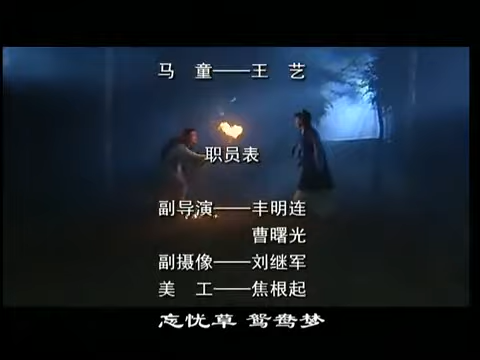 马　童——王　艺
职员表
副导演——丰明连
曹曙光
副摄像——刘继军
美　工——焦根起
忘忧草 鸳鸯梦